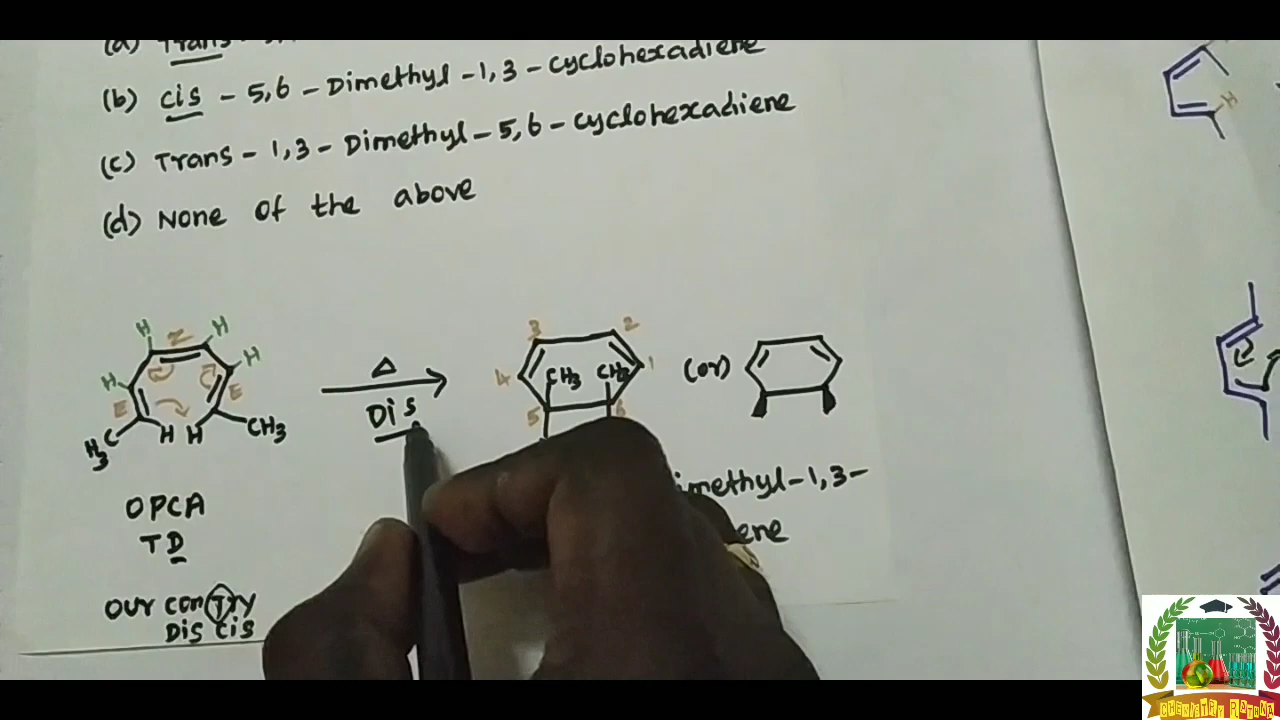 (a) Trans
(b) cis - 5,6 - Dimethyl - 1,3 - cyclohexadiene
(c) Trans - 1,3 - Dimethyl - 5,6 - cyclohexadiene
(d) None of the above
H Z H
H H
E E
H3C H H CH3
Δ
Dis
3 2
4 1
CH3 CH3
5 6
(or)
imethyl - 1,3 -
ene
OPCA
TD
our conTry
Dis cis
H
CHEMISTRY